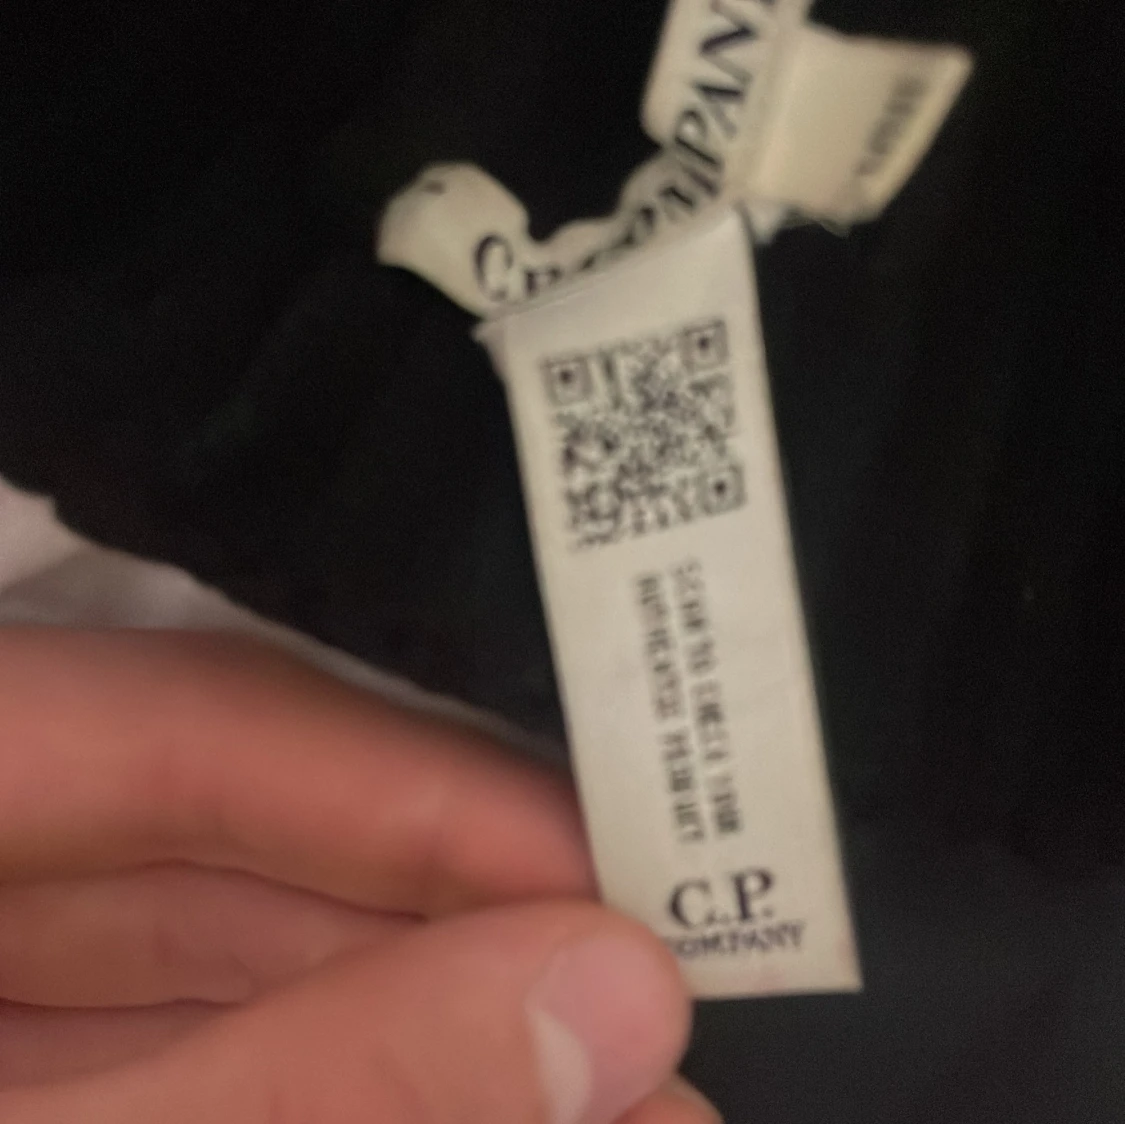 C.P. COMPANY
SCAN TO CHECK YOUR
AUTHENTIC PRODUCT
C.P.
COMPANY